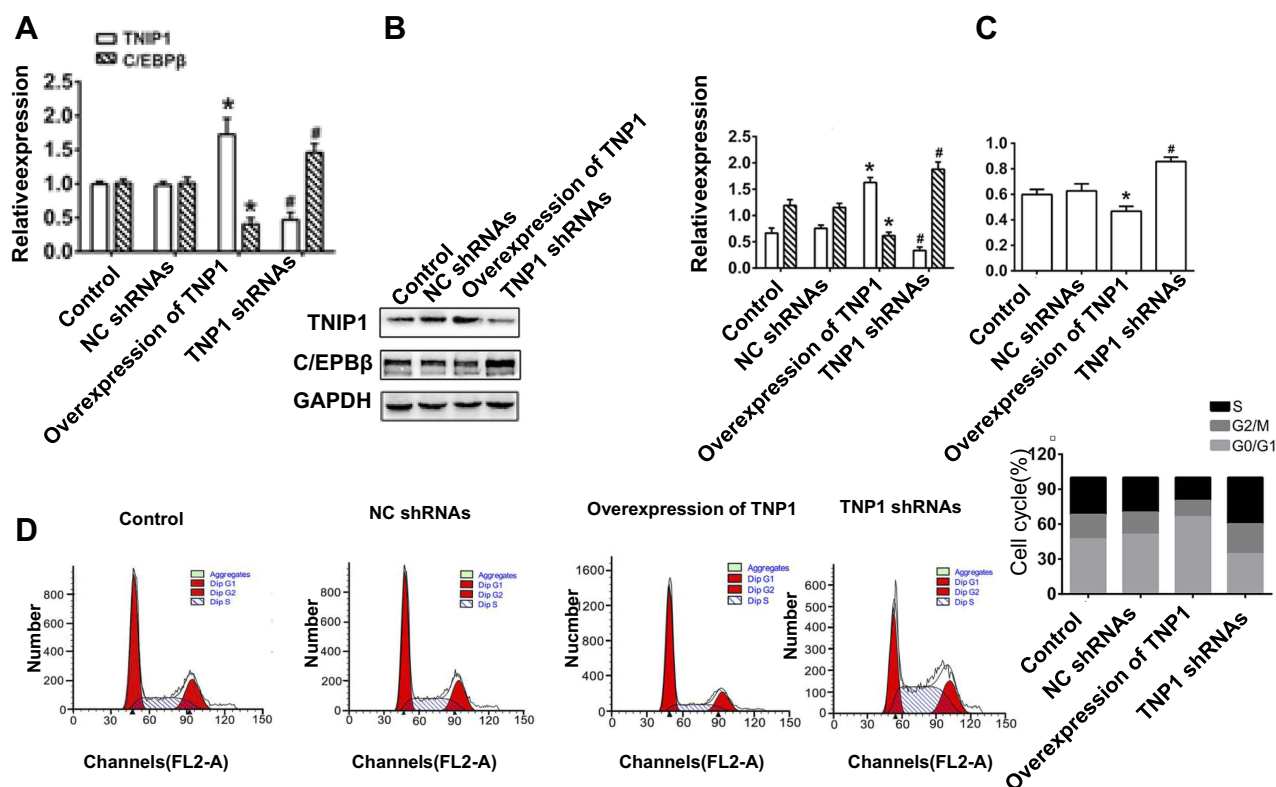 A
TNIP1
C/EBPβ
Relativeexpression
2.5
2.0
1.5
1.0
0.5
0.0
*
*
#
#
Control
NC shRNAs
Overexpression of TNP1
TNP1 shRNAs
B
Control
NC shRNAs
Overexpression of TNP1
TNP1 shRNAs
TNIP1
C/EPBβ
GAPDH
Relativeexpression
2.5
2.0
1.5
1.0
0.5
0.0
*
*
#
#
Control
NC shRNAs
Overexpression of TNP1
TNP1 shRNAs
C
1.0
0.8
0.6
0.4
0.2
0.0
*
#
Control
NC shRNAs
Overexpression of TNP1
TNP1 shRNAs
D
Control
Number
800
600
400
200
0
0 30 60 90 120 150
Aggregates
Dip G1
Dip G2
Dip S
Channels(FL2-A)
NC shRNAs
Number
800
600
400
200
0
0 30 60 90 120 150
Aggregates
Dip G1
Dip G2
Dip S
Channels(FL2-A)
Overexpression of TNP1
Nucmber
1600
1200
800
400
0
0 30 60 90 120 150
Aggregates
Dip G1
Dip G2
Dip S
Channels(FL2-A)
TNP1 shRNAs
Number
600
500
400
300
200
100
0
0 30 60 90 120 150
Aggregates
Dip G1
Dip G2
Dip S
Channels(FL2-A)
S
G2/M
G0/G1
Cell cycle(%)
120
90
60
30
0
Control
NC shRNAs
Overexpression of TNP1
TNP1 shRNAs